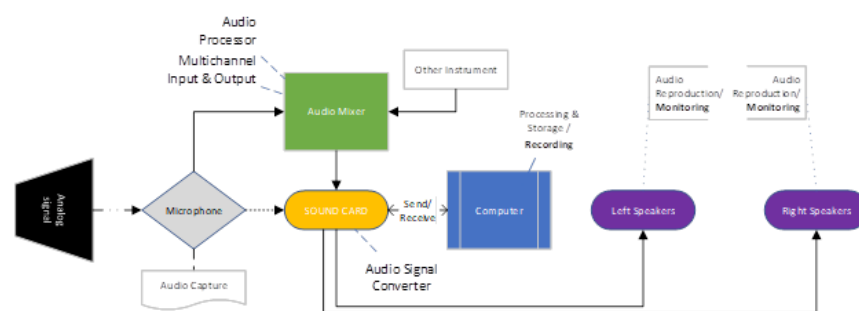 Audio
Processor
Multichannel
Input & Output
Audio Mixer
Other Instrument
Audio
Reproduction/
Monitoring
Audio
Reproduction/
Monitoring
Processing &
Storage /
Recording
Analog
signal
Microphone
SOUND CARD
Send/
Receive
Computer
Left Speakers
Right Speakers
Audio Capture
Audio Signal
Converter